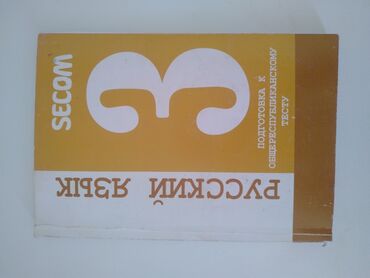 SECOM
3
ПОДГОТОВКА К
ОБЩЕРЕСПУБЛИКАНСКОМУ
ТЕСТУ
РУССКИЙ ЯЗЫК